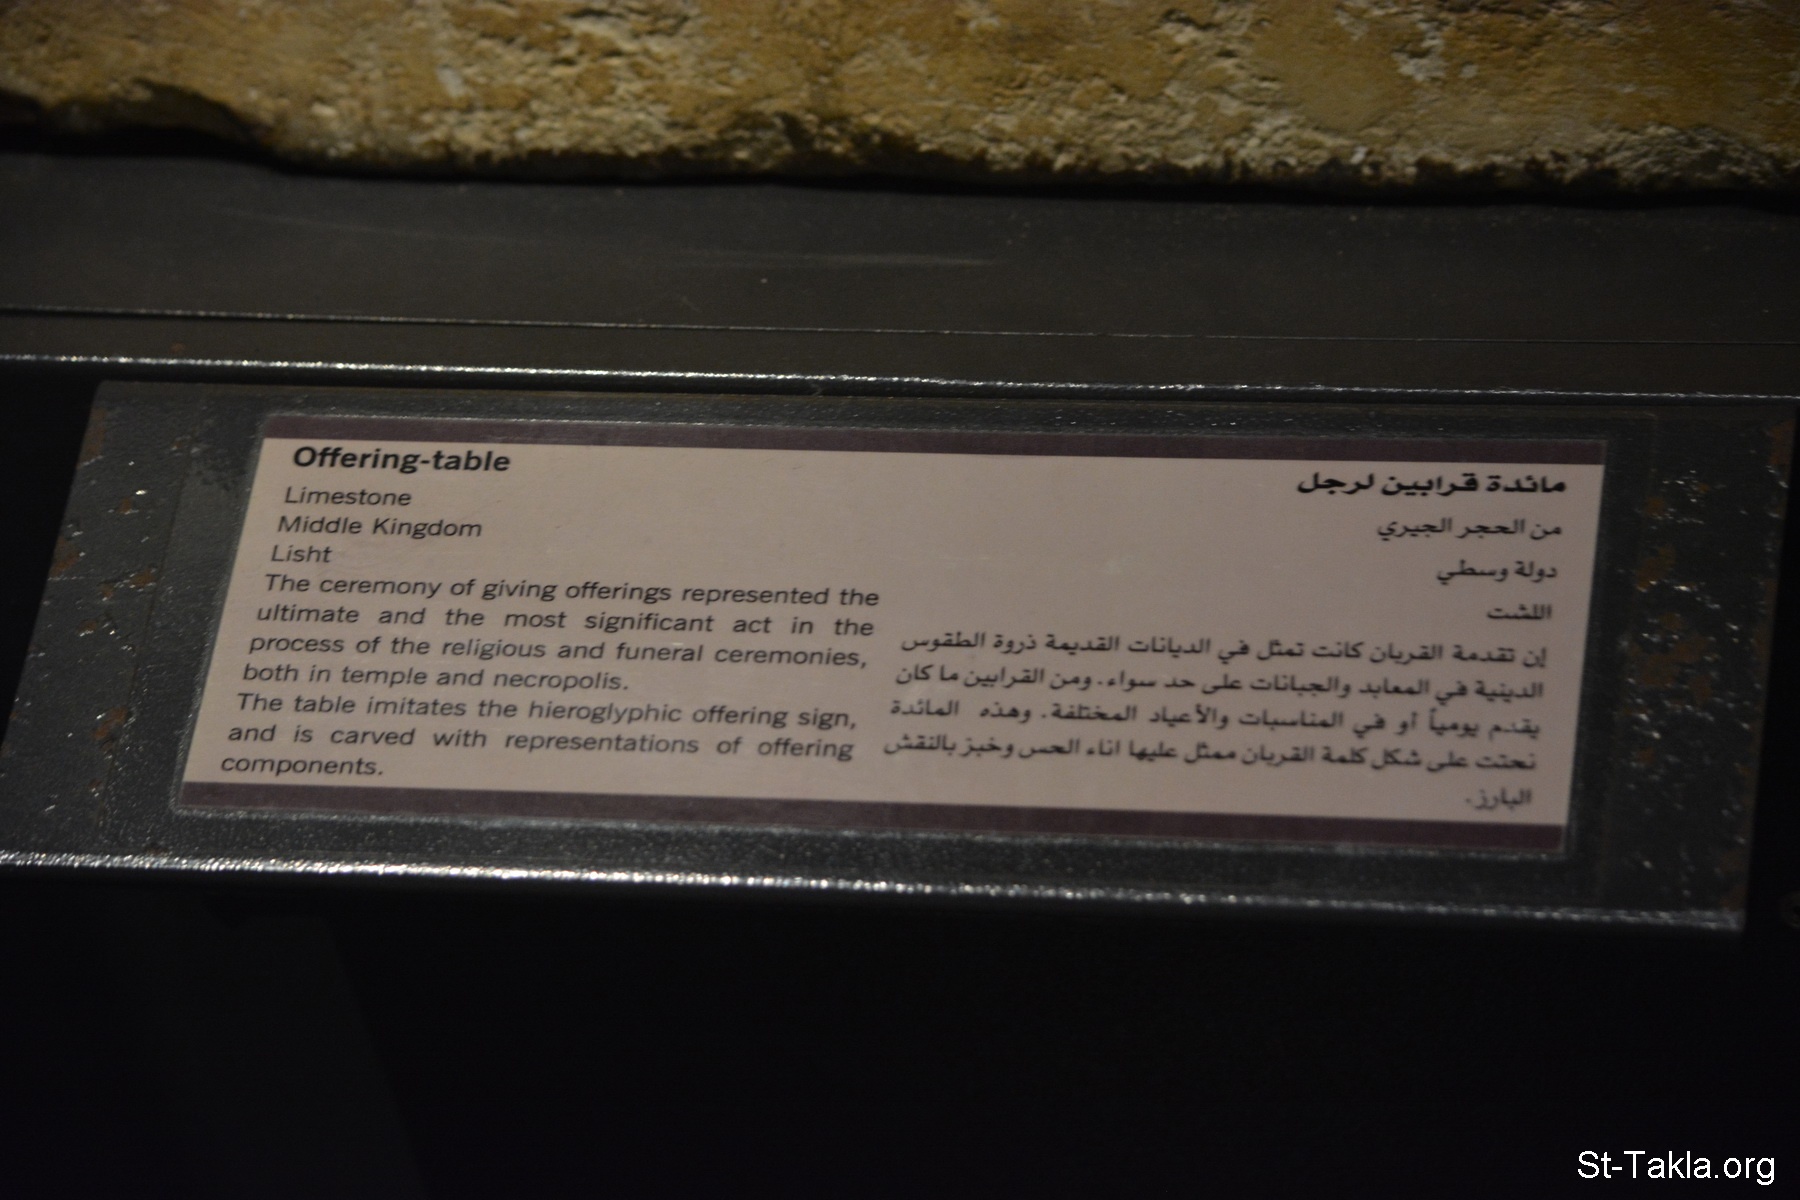 Offering-table
Limestone
Middle Kingdom
Lisht
The ceremony of giving offerings represented the
ultimate and the most significant act in the
process of the religious and funeral ceremonies,
both in temple and necropolis.
The table imitates the hieroglyphic offering sign,
and is carved with representations of offering
components.
مائدة قرابين لرجل
من الحجر الجيري
دولة وسطي
اللشت
إن تقدمة القربان كانت تمثل في الديانات القديمة ذروة الطقوس
الدينية في المعابد والجبانات على حد سواء. ومن القرابين ما كان
يقدم يومياً أو في المناسبات والأعياد المختلفة. وهذه المائدة
نحتت على شكل كلمة القربان ممثل عليها اناء الحس وخبز بالنقش
البارز.
St-Takla.org